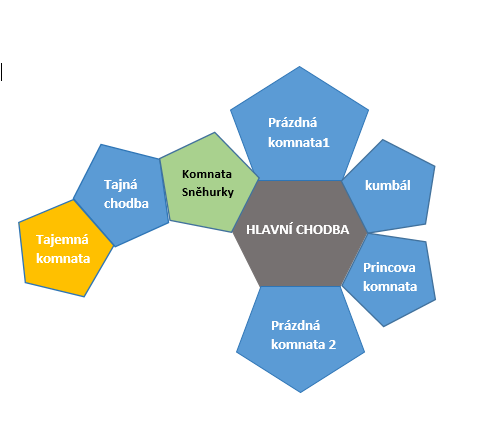 Prázdná
komnata1
Komnata
Sněhurky
kumbál
Tajná
chodba
HLAVNÍ CHODBA
Tajemná
komnata
Princova
komnata
Prázdná
komnata 2